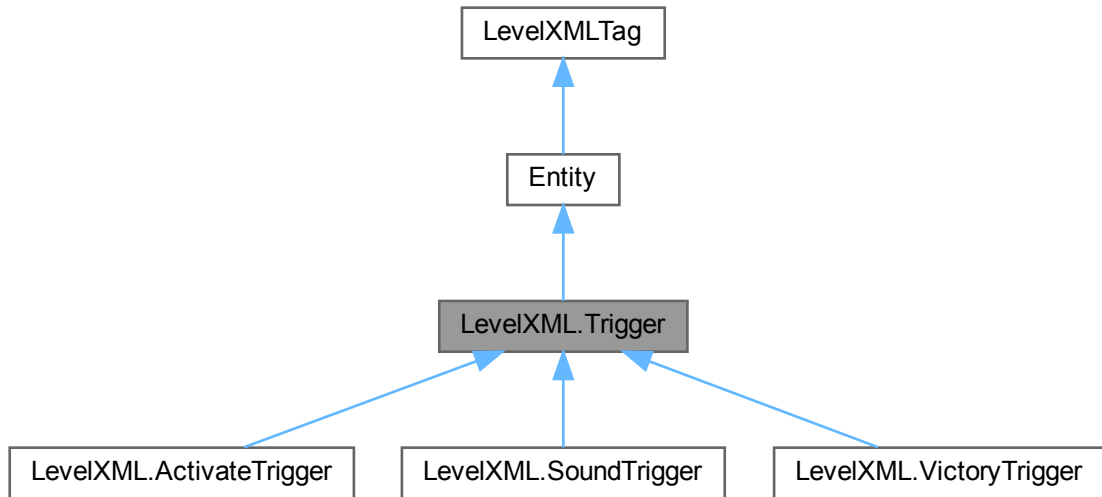 LevelXMLTag
Entity
LevelXML.Trigger
LevelXML.ActivateTrigger
LevelXML.SoundTrigger
LevelXML.VictoryTrigger